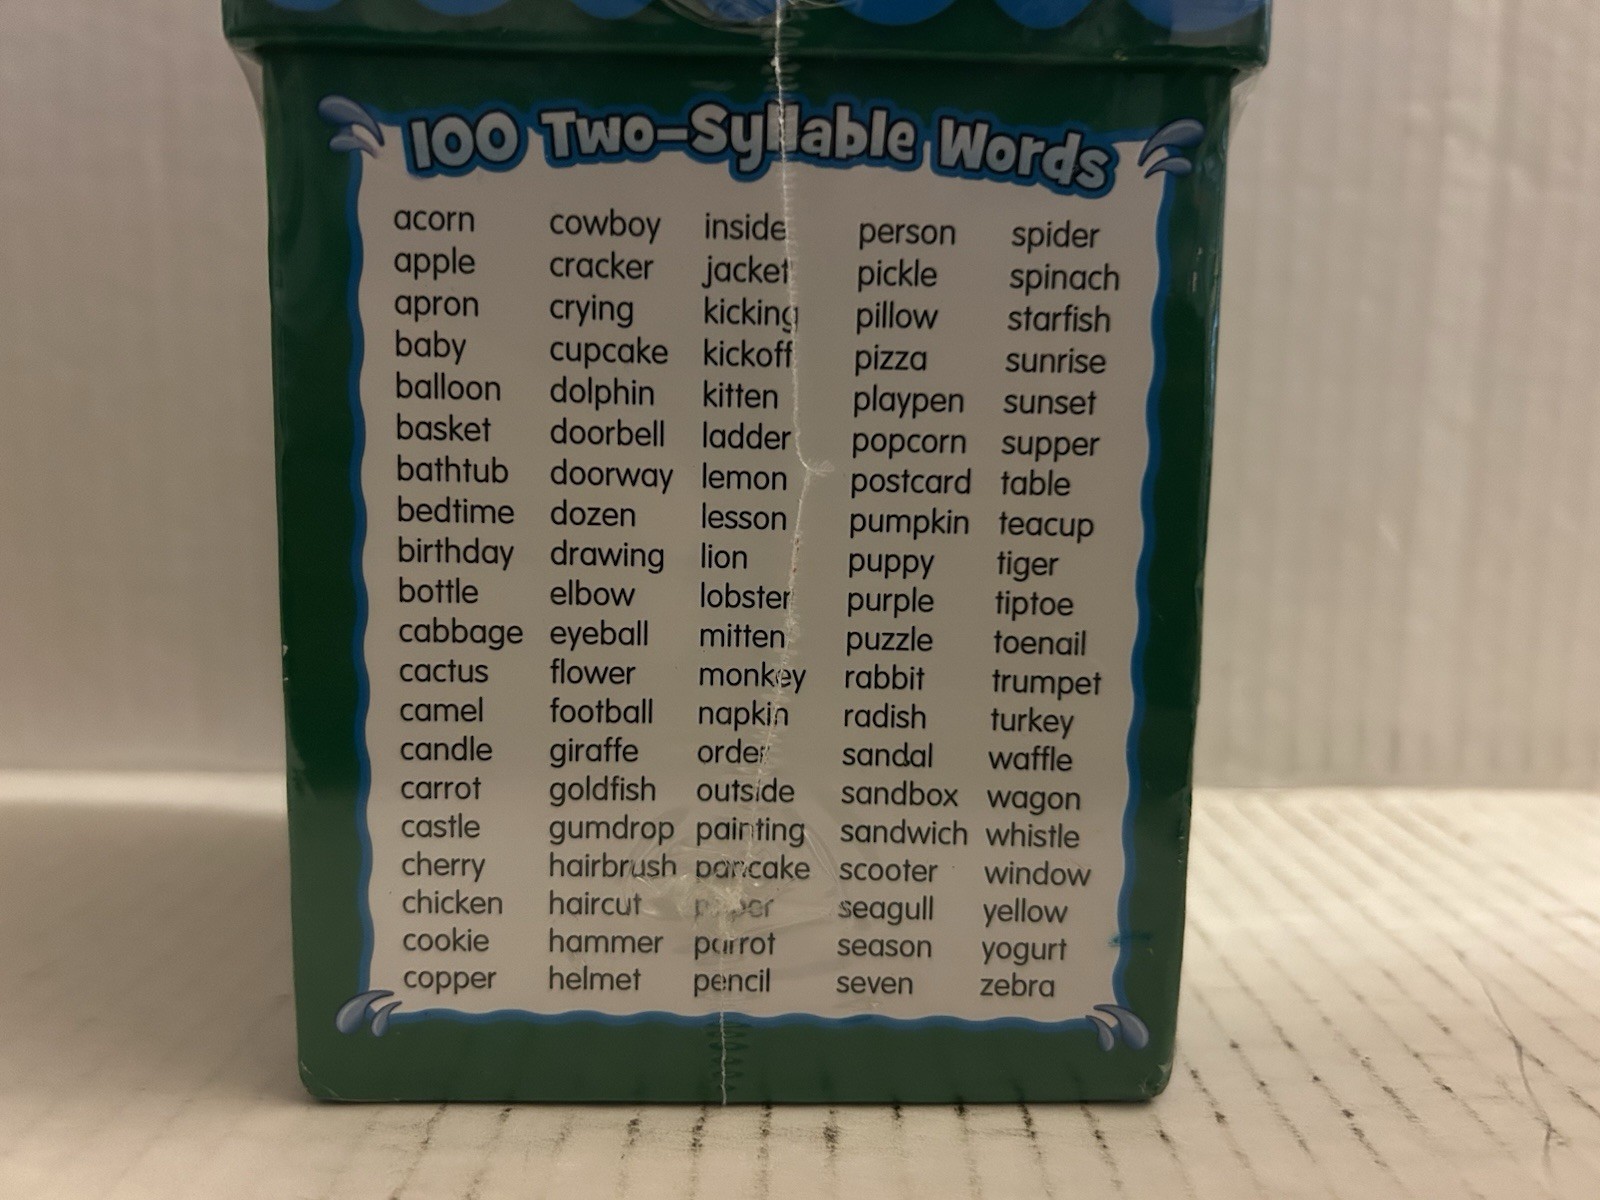 100 Two-Syllable Words
acorn
apple
apron
baby
balloon
basket
bathtub
bedtime
birthday
bottle
cabbage
cactus
camel
candle
carrot
castle
cherry
chicken
cookie
copper
cowboy
cracker
crying
cupcake
dolphin
doorbell
doorway
dozen
drawing
elbow
eyeball
flower
football
giraffe
goldfish
gumdrop
hairbrush
haircut
hammer
helmet
inside
jacket
kicking
kickoff
kitten
ladder
lemon
lesson
lion
lobster
mitten
monkey
napkin
order
outside
painting
pancake
paper
parrot
pencil
person
pickle
pillow
pizza
playpen
popcorn
postcard
pumpkin
puppy
purple
puzzle
rabbit
radish
sandal
sandbox
sandwich
scooter
seagull
season
seven
spider
spinach
starfish
sunrise
sunset
supper
table
teacup
tiger
tiptoe
toenail
trumpet
turkey
waffle
wagon
whistle
window
yellow
yogurt
zebra